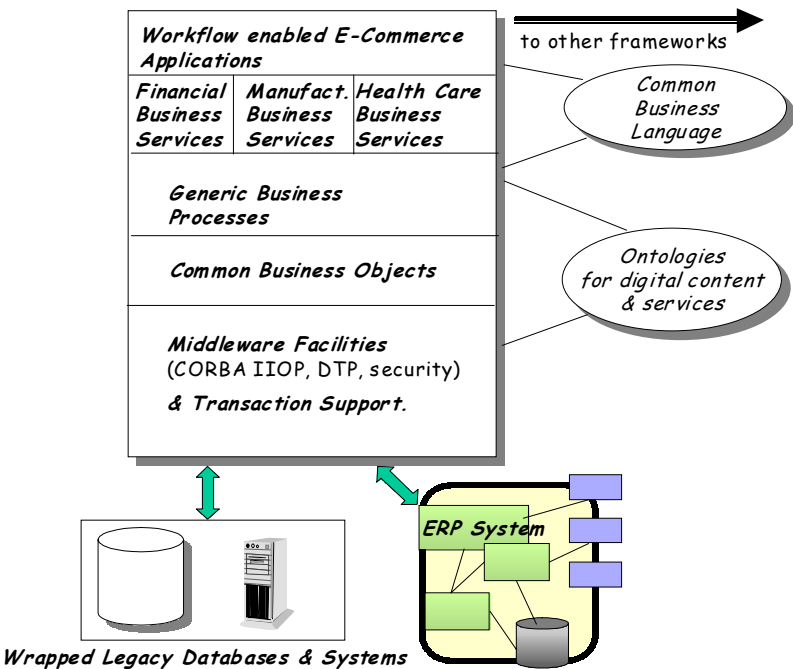 Workflow enabled E-Commerce
Applications
to other frameworks
Financial
Business
Services
Manufact.
Business
Services
Health Care
Business
Services
Common
Business
Language
Generic Business
Processes
Common Business Objects
Ontologies
for digital content
& services
Middleware Facilities
(CORBA IIOP, DTP, security)
& Transaction Support.
ERP System
Wrapped Legacy Databases & Systems